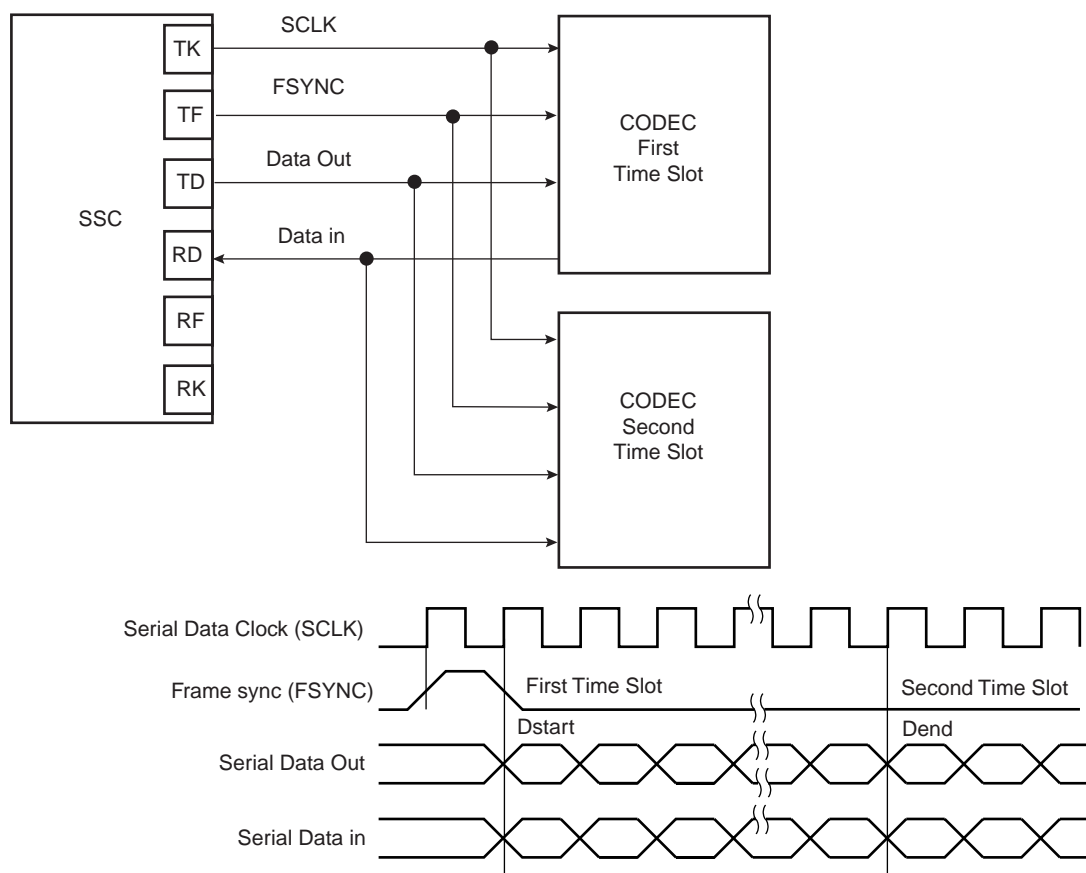 SSC
TK
TF
TD
RD
RF
RK
SCLK
FSYNC
Data Out
Data in
CODEC
First
Time Slot
CODEC
Second
Time Slot
Serial Data Clock (SCLK)
Frame sync (FSYNC)
First Time Slot
Second Time Slot
Dstart
Dend
Serial Data Out
Serial Data in